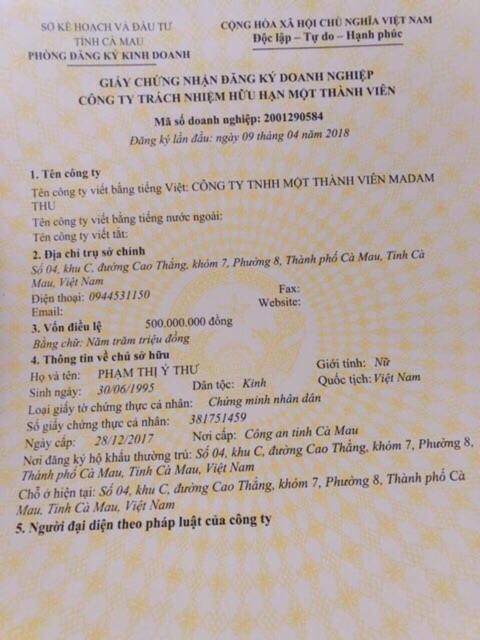 SỞ KẾ HOẠCH VÀ ĐẦU TƯ
TỈNH CÀ MAU
PHÒNG ĐĂNG KÝ KINH DOANH
CỘNG HÒA XÃ HỘI CHỦ NGHĨA VIỆT NAM
Độc lập – Tự do – Hạnh phúc
GIẤY CHỨNG NHẬN ĐĂNG KÝ DOANH NGHIỆP
CÔNG TY TRÁCH NHIỆM HỮU HẠN MỘT THÀNH VIÊN
Mã số doanh nghiệp: 2001290584
Đăng ký lần đầu: ngày 09 tháng 04 năm 2018
1. Tên công ty
Tên công ty viết bằng tiếng Việt: CÔNG TY TNHH MỘT THÀNH VIÊN MADAM
THU
Tên công ty viết bằng tiếng nước ngoài:
Tên công ty viết tắt:
2. Địa chỉ trụ sở chính
Số 04, khu C, đường Cao Thắng, khóm 7, Phường 8, Thành phố Cà Mau, Tỉnh Cà
Mau, Việt Nam
Điện thoại: 0944531150 Fax:
Email: Website:
3. Vốn điều lệ 500.000.000 đồng
Bằng chữ: Năm trăm triệu đồng
4. Thông tin về chủ sở hữu
Họ và tên: PHẠM THỊ Ý THƯ Giới tính: Nữ
Sinh ngày: 30/06/1995 Dân tộc: Kinh Quốc tịch: Việt Nam
Loại giấy tờ chứng thực cá nhân: Chứng minh nhân dân
Số giấy chứng thực cá nhân: 381751459
Ngày cấp: 28/12/2017 Nơi cấp: Công an tỉnh Cà Mau
Nơi đăng ký hộ khẩu thường trú: Số 04, khu C, đường Cao Thắng, khóm 7, Phường 8,
Thành phố Cà Mau, Tỉnh Cà Mau, Việt Nam
Chỗ ở hiện tại: Số 04, khu C, đường Cao Thắng, khóm 7, Phường 8, Thành phố Cà
Mau, Tỉnh Cà Mau, Việt Nam
5. Người đại diện theo pháp luật của công ty